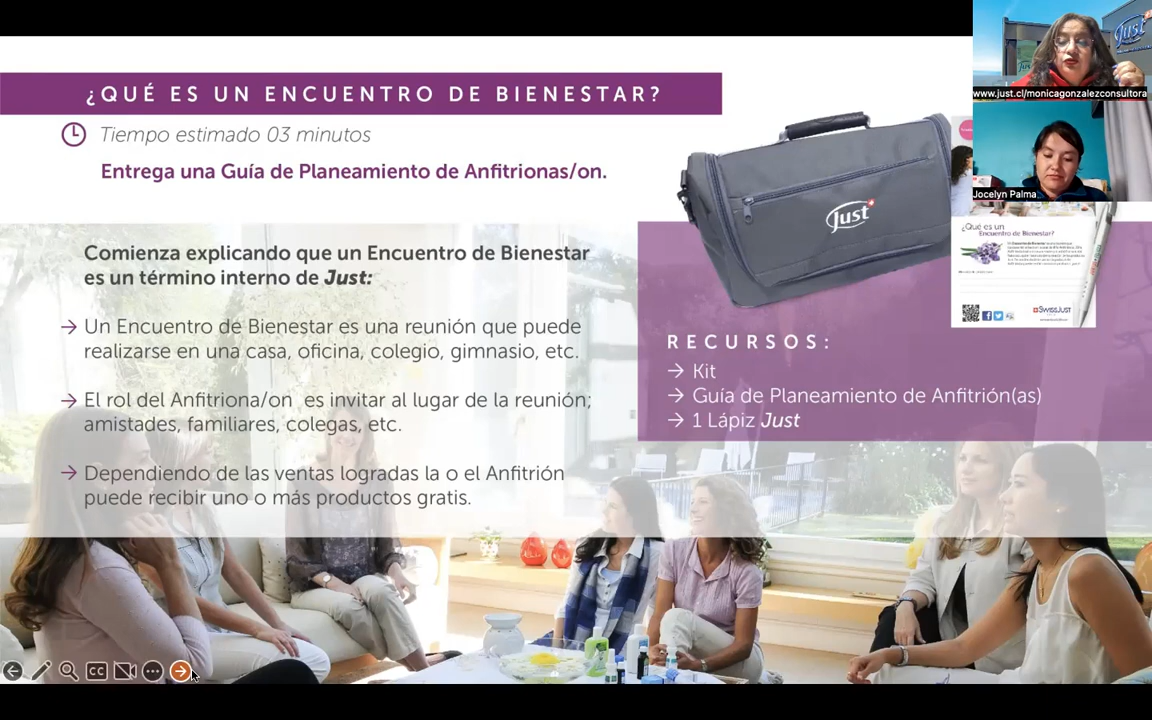 ¿QUÉ ES UN ENCUENTRO DE BIENESTAR?
Tiempo estimado 03 minutos
Entrega una Guía de Planeamiento de Anfitrionas/on.
Comienza explicando que un Encuentro de Bienestar
es un término interno de Just:
→ Un Encuentro de Bienestar es una reunión que puede
realizarse en una casa, oficina, colegio, gimnasio, etc.
→ El rol del Anfitriona/on es invitar al lugar de la reunión;
amistades, familiares, colegas, etc.
→ Dependiendo de las ventas logradas la o el Anfitrión
puede recibir uno o más productos gratis.
Just
¿Qué es un
Encuentro de Bienestar?
SWISSJUST
RECURSOS:
→ Kit
→ Guía de Planeamiento de Anfitrión(as)
→ 1 Lápiz Just
Just
www.just.cl/monicagonzalezconsultora
Jocelyn Palma
CC